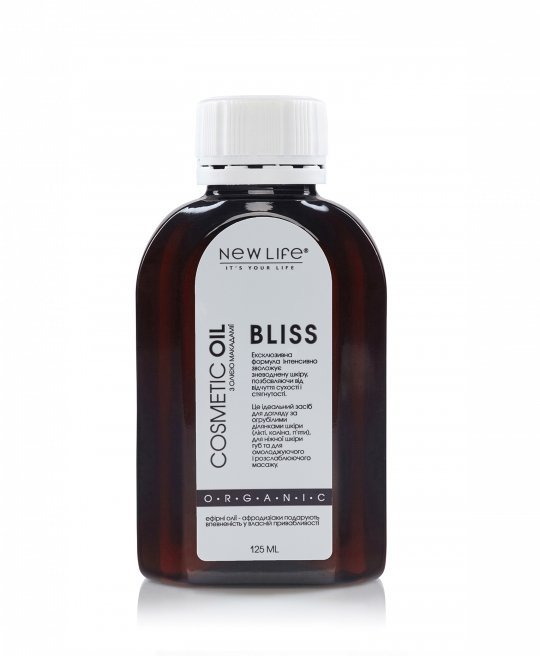 NEW LIFE®
IT'S YOUR LIFE
COSMETIC OIL
З ОЛІЄЮ МАКАДАМІЇ
BLISS
Ексклюзивна
формула інтенсивно
зволожує
зневоднену шкіру,
позбавляючи від
відчуття сухості і
стягнутості.
Це ідеальний засіб
для догляду за
огрубілими
ділянками шкіри
(лікті, коліна, п'яти),
для ніжної шкіри
губ та для
омолоджуючого
і розслаблюючого
масажу.
O•R•G•A•N•I•C
ефірні олії - афродизіаки подарують
впевненість у власній привабливості
125 ML